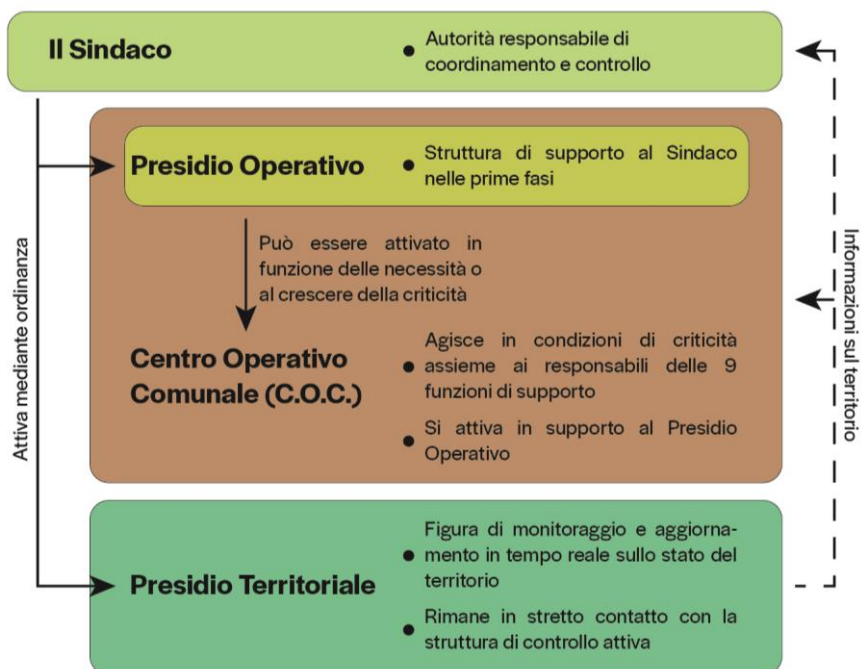 Il Sindaco
Autorità responsabile di
coordinamento e controllo
Presidio Operativo
Struttura di supporto al Sindaco
nelle prime fasi
Può essere attivato in
funzione delle necessità o
al crescere della criticità
Centro Operativo
Comunale (C.O.C.)
Agisce in condizioni di criticità
assieme ai responsabili delle 9
funzioni di supporto
Si attiva in supporto al Presidio
Operativo
Presidio Territoriale
Figura di monitoraggio e aggiorna-
mento in tempo reale sullo stato del
territorio
Rimane in stretto contatto con la
struttura di controllo attiva
Attiva mediante ordinanza
Informazioni sul territorio